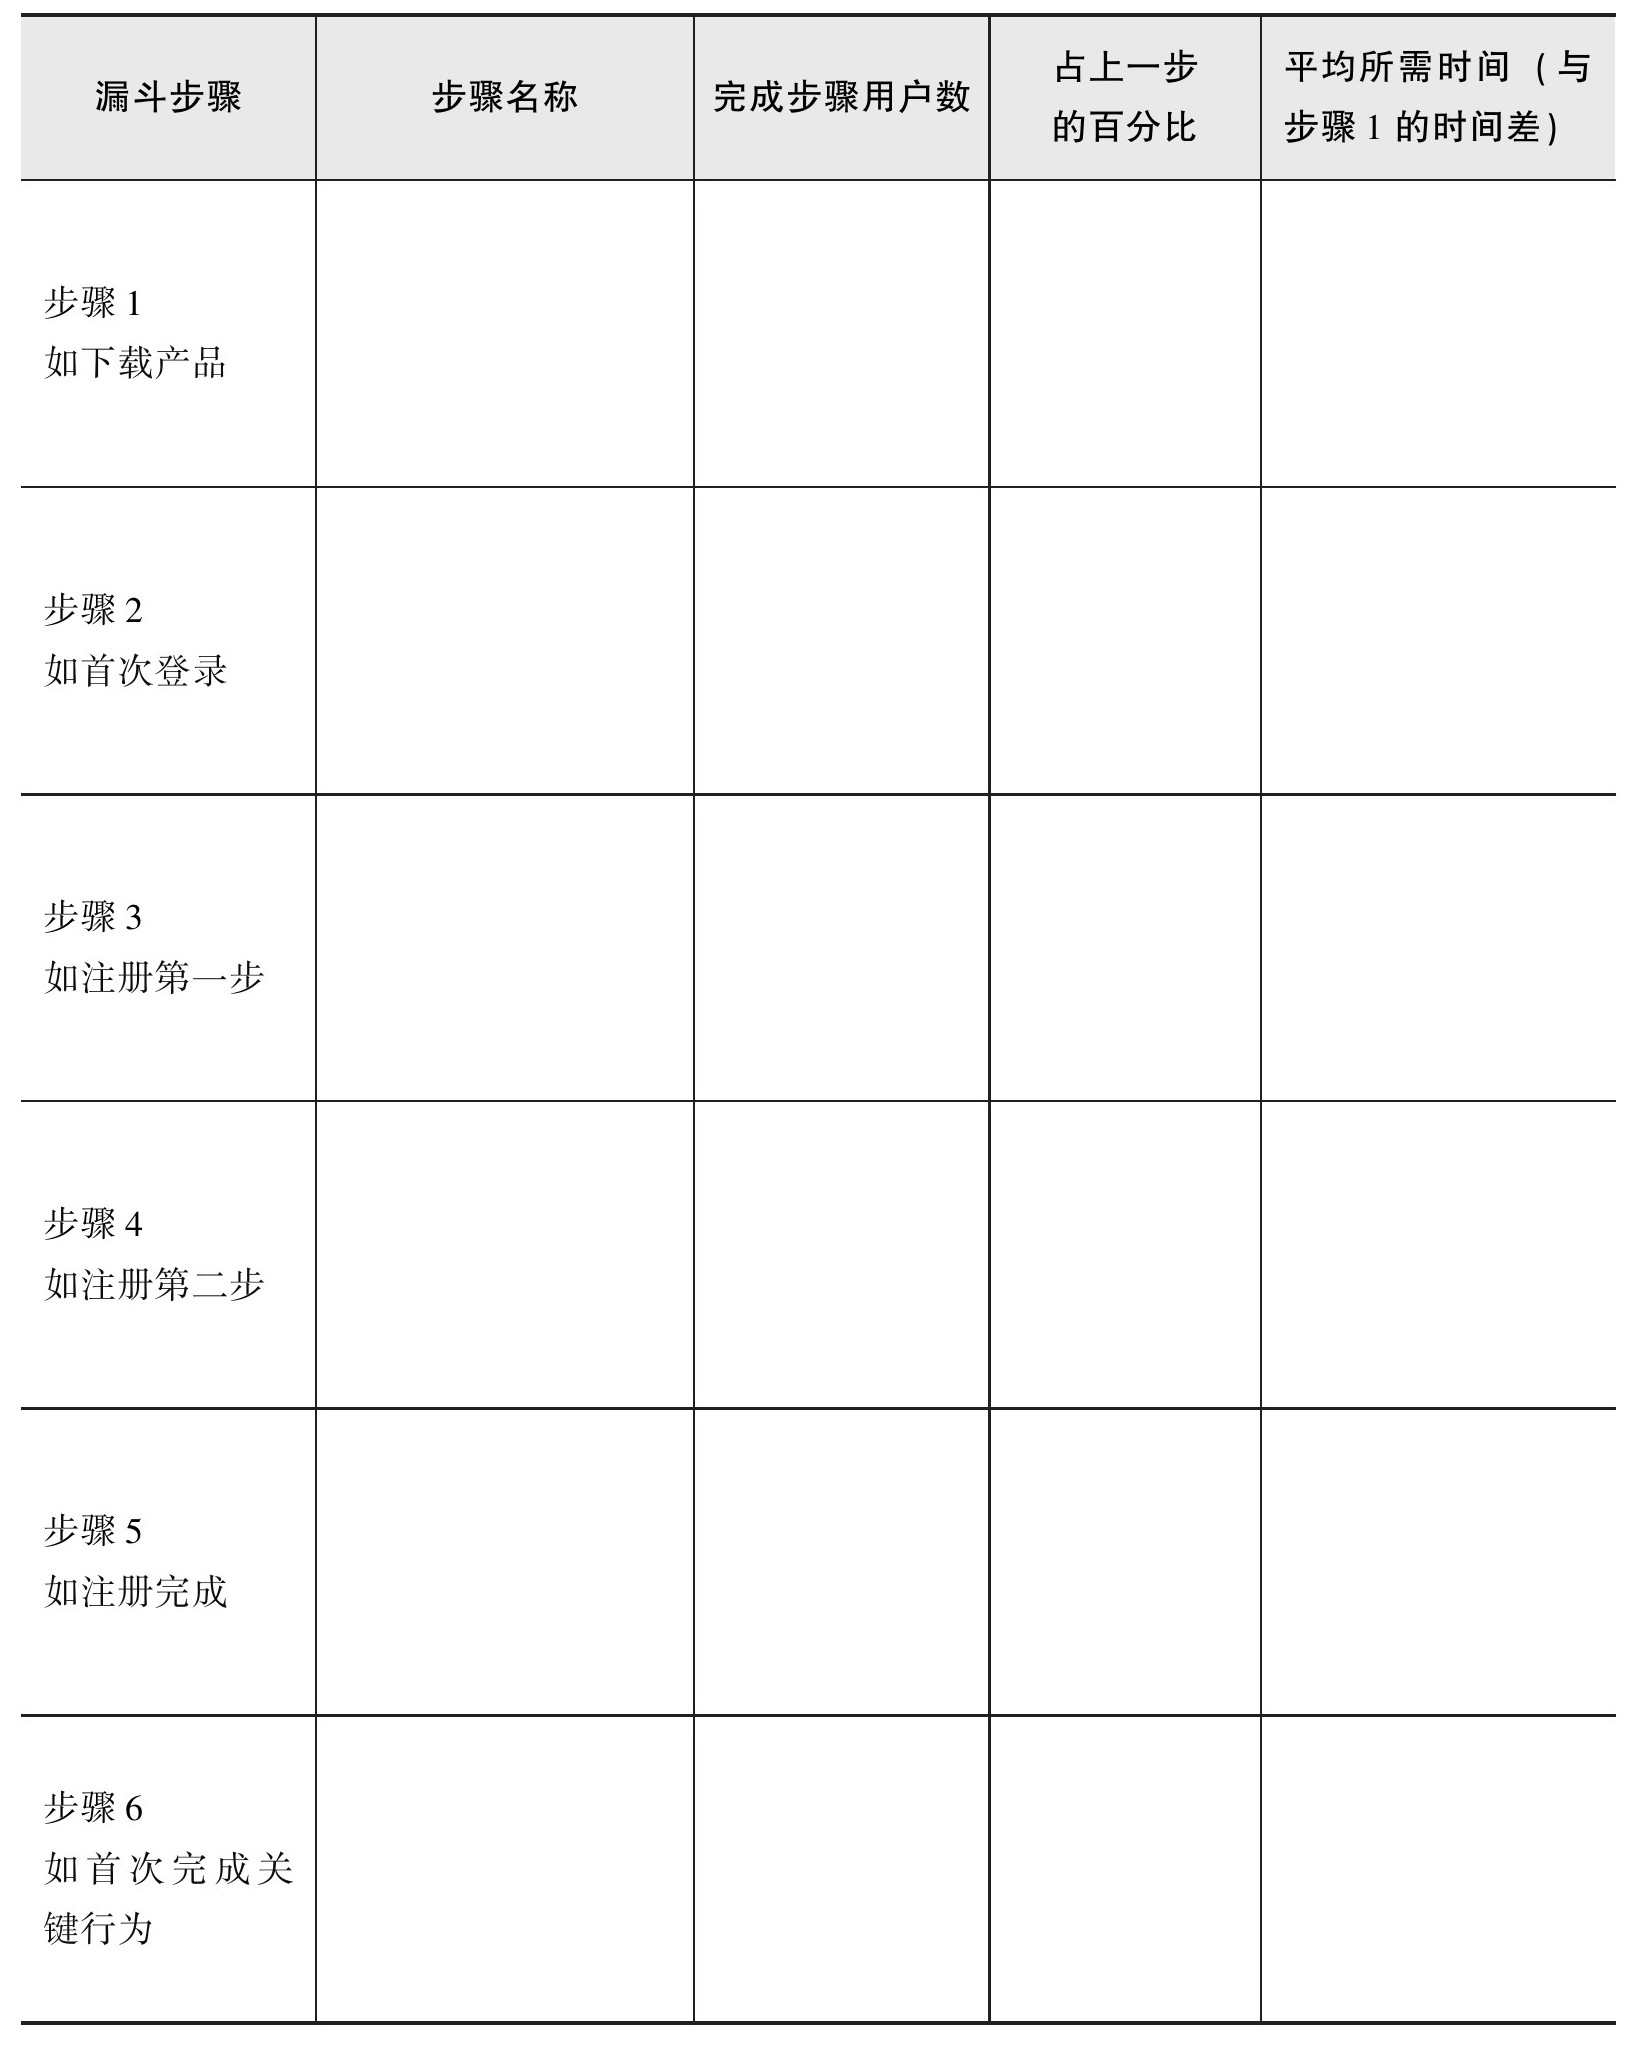 漏斗步骤
步骤名称
完成步骤用户数
占上一步
的百分比
平均所需时间（与
步骤 1 的时间差）
步骤 1
如下载产品
步骤 2
如首次登录
步骤 3
如注册第一步
步骤 4
如注册第二步
步骤 5
如注册完成
步骤 6
如首次完成关
键行为